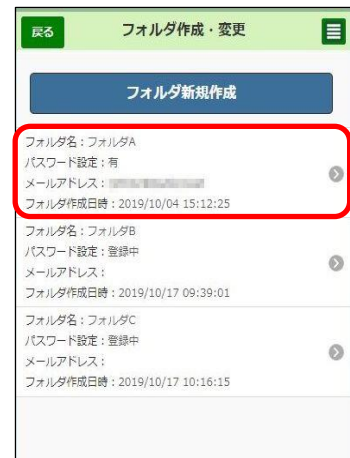 戻る
フォルダ作成・変更
フォルダ新規作成
フォルダ名：フォルダA
パスワード設定：有
メールアドレス：
フォルダ作成日時：2019/10/04 15:12:25
フォルダ名：フォルダB
パスワード設定：登録中
メールアドレス：
フォルダ作成日時：2019/10/17 09:39:01
フォルダ名：フォルダC
パスワード設定：登録中
メールアドレス：
フォルダ作成日時：2019/10/17 10:16:15